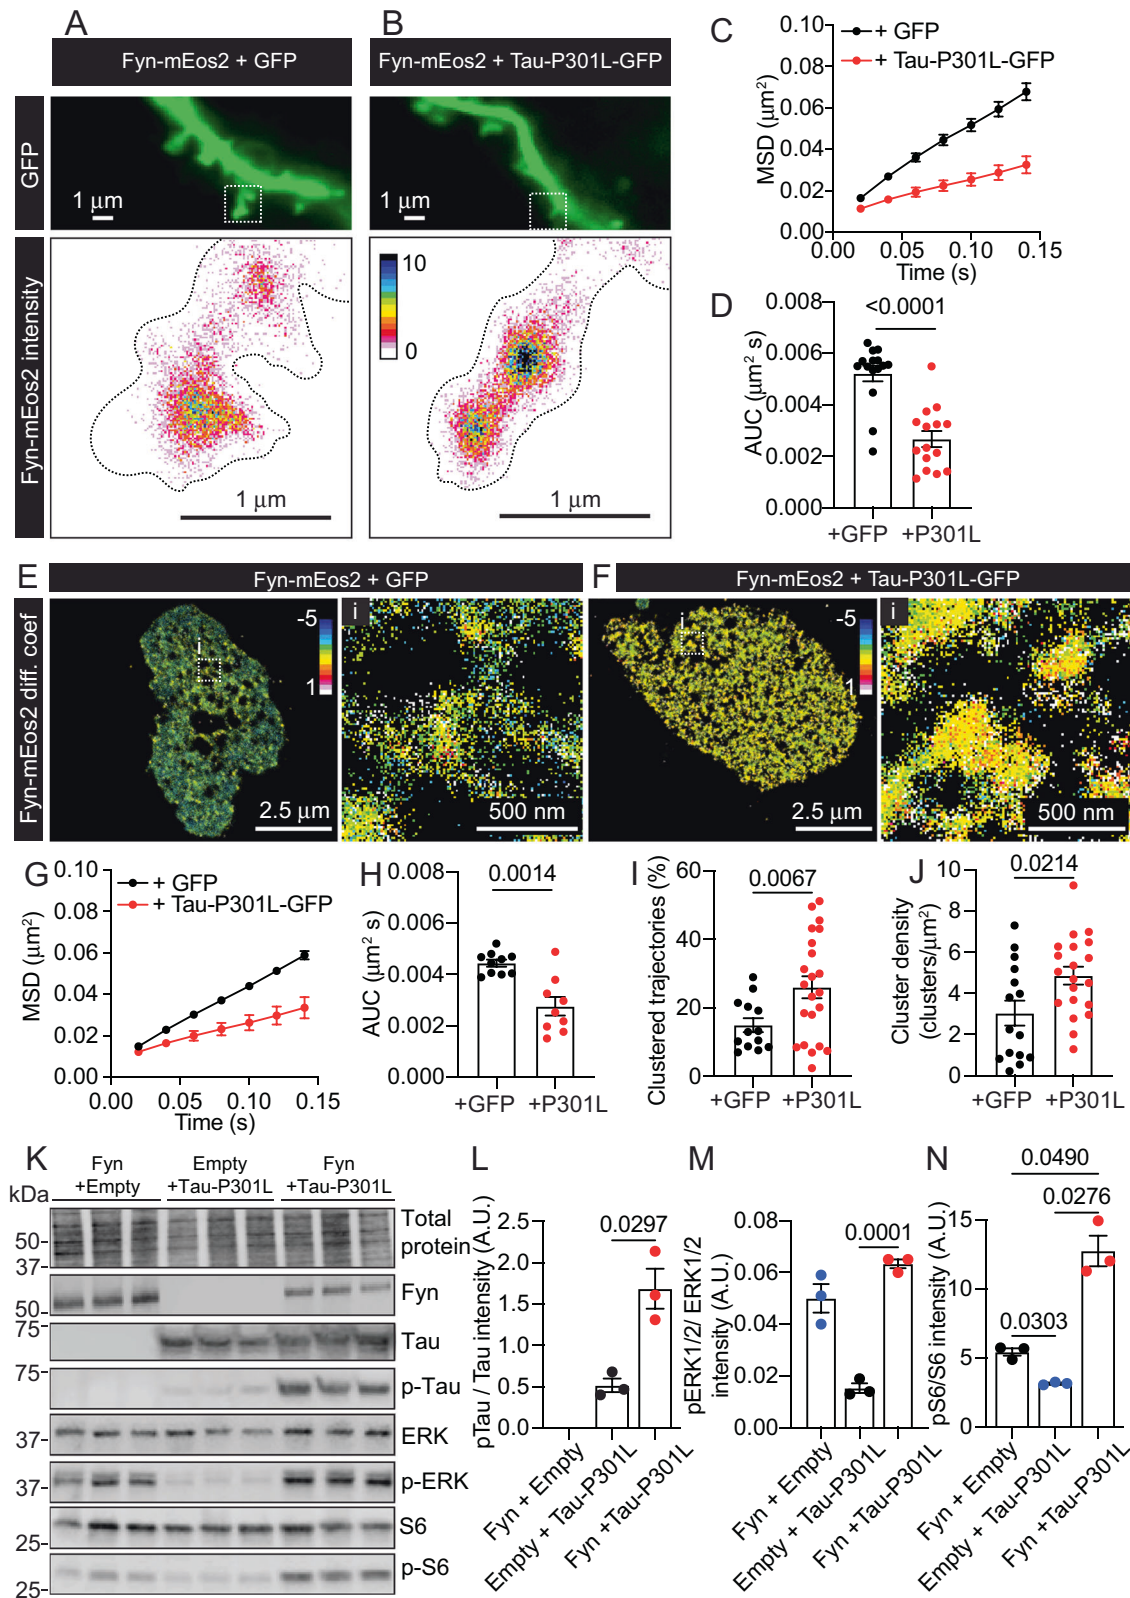 A
Fyn-mEos2 + GFP
B
Fyn-mEos2 + Tau-P301L-GFP
GFP
1 μm
1 μm
Fyn-mEos2 intensity
1 μm
10
0
1 μm
C
+ GFP
+ Tau-P301L-GFP
MSD (μm²)
0.10
0.08
0.06
0.04
0.02
0.00
0.00
0.05
0.10
0.15
Time (s)
D
<0.0001
AUC (μm² s)
0.008
0.006
0.004
0.002
0.000
+GFP
+P301L
E
Fyn-mEos2 + GFP
F
Fyn-mEos2 + Tau-P301L-GFP
Fyn-mEos2 diff. coef
i
-5
1
2.5 μm
i
500 nm
i
-5
1
2.5 μm
i
500 nm
G
+ GFP
+ Tau-P301L-GFP
MSD (μm²)
0.10
0.08
0.06
0.04
0.02
0.00
0.00
0.05
0.10
0.15
Time (s)
H
0.0014
AUC (μm² s)
0.008
0.006
0.004
0.002
0.000
+GFP
+P301L
I
0.0067
Clustered trajectories (%)
60
40
20
0
+GFP
+P301L
J
0.0214
Cluster density
(clusters/μm²)
10
8
6
4
2
0
+GFP
+P301L
K
Fyn
+Empty
Empty
+Tau-P301L
Fyn
+Tau-P301L
kDa
50
37
Total
protein
50
Fyn
75
Tau
75
p-Tau
37
ERK
37
p-ERK
25
S6
25
p-S6
L
0.0297
pTau / Tau intensity (A.U.)
2.5
2.0
1.5
1.0
0.5
0.0
Fyn + Empty
Empty + Tau-P301L
Fyn +Tau-P301L
M
0.0001
pERK1/2/ ERK1/2
intensity (A.U.)
0.08
0.06
0.04
0.02
0.00
Fyn + Empty
Empty + Tau-P301L
Fyn +Tau-P301L
N
0.0490
0.0276
0.0303
pS6/S6 intensity (A.U.)
15
10
5
0
Fyn + Empty
Empty + Tau-P301L
Fyn +Tau-P301L